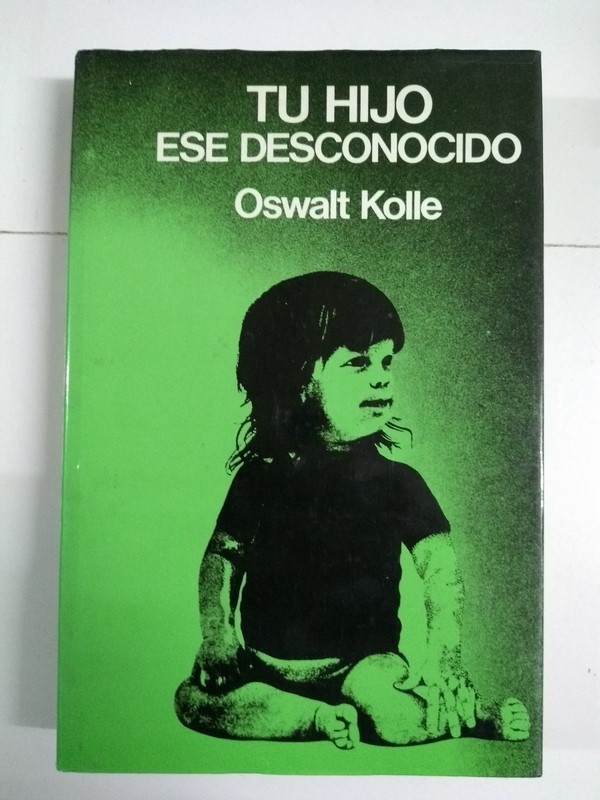 TU HIJO
ESE DESCONOCIDO
Oswalt Kolle